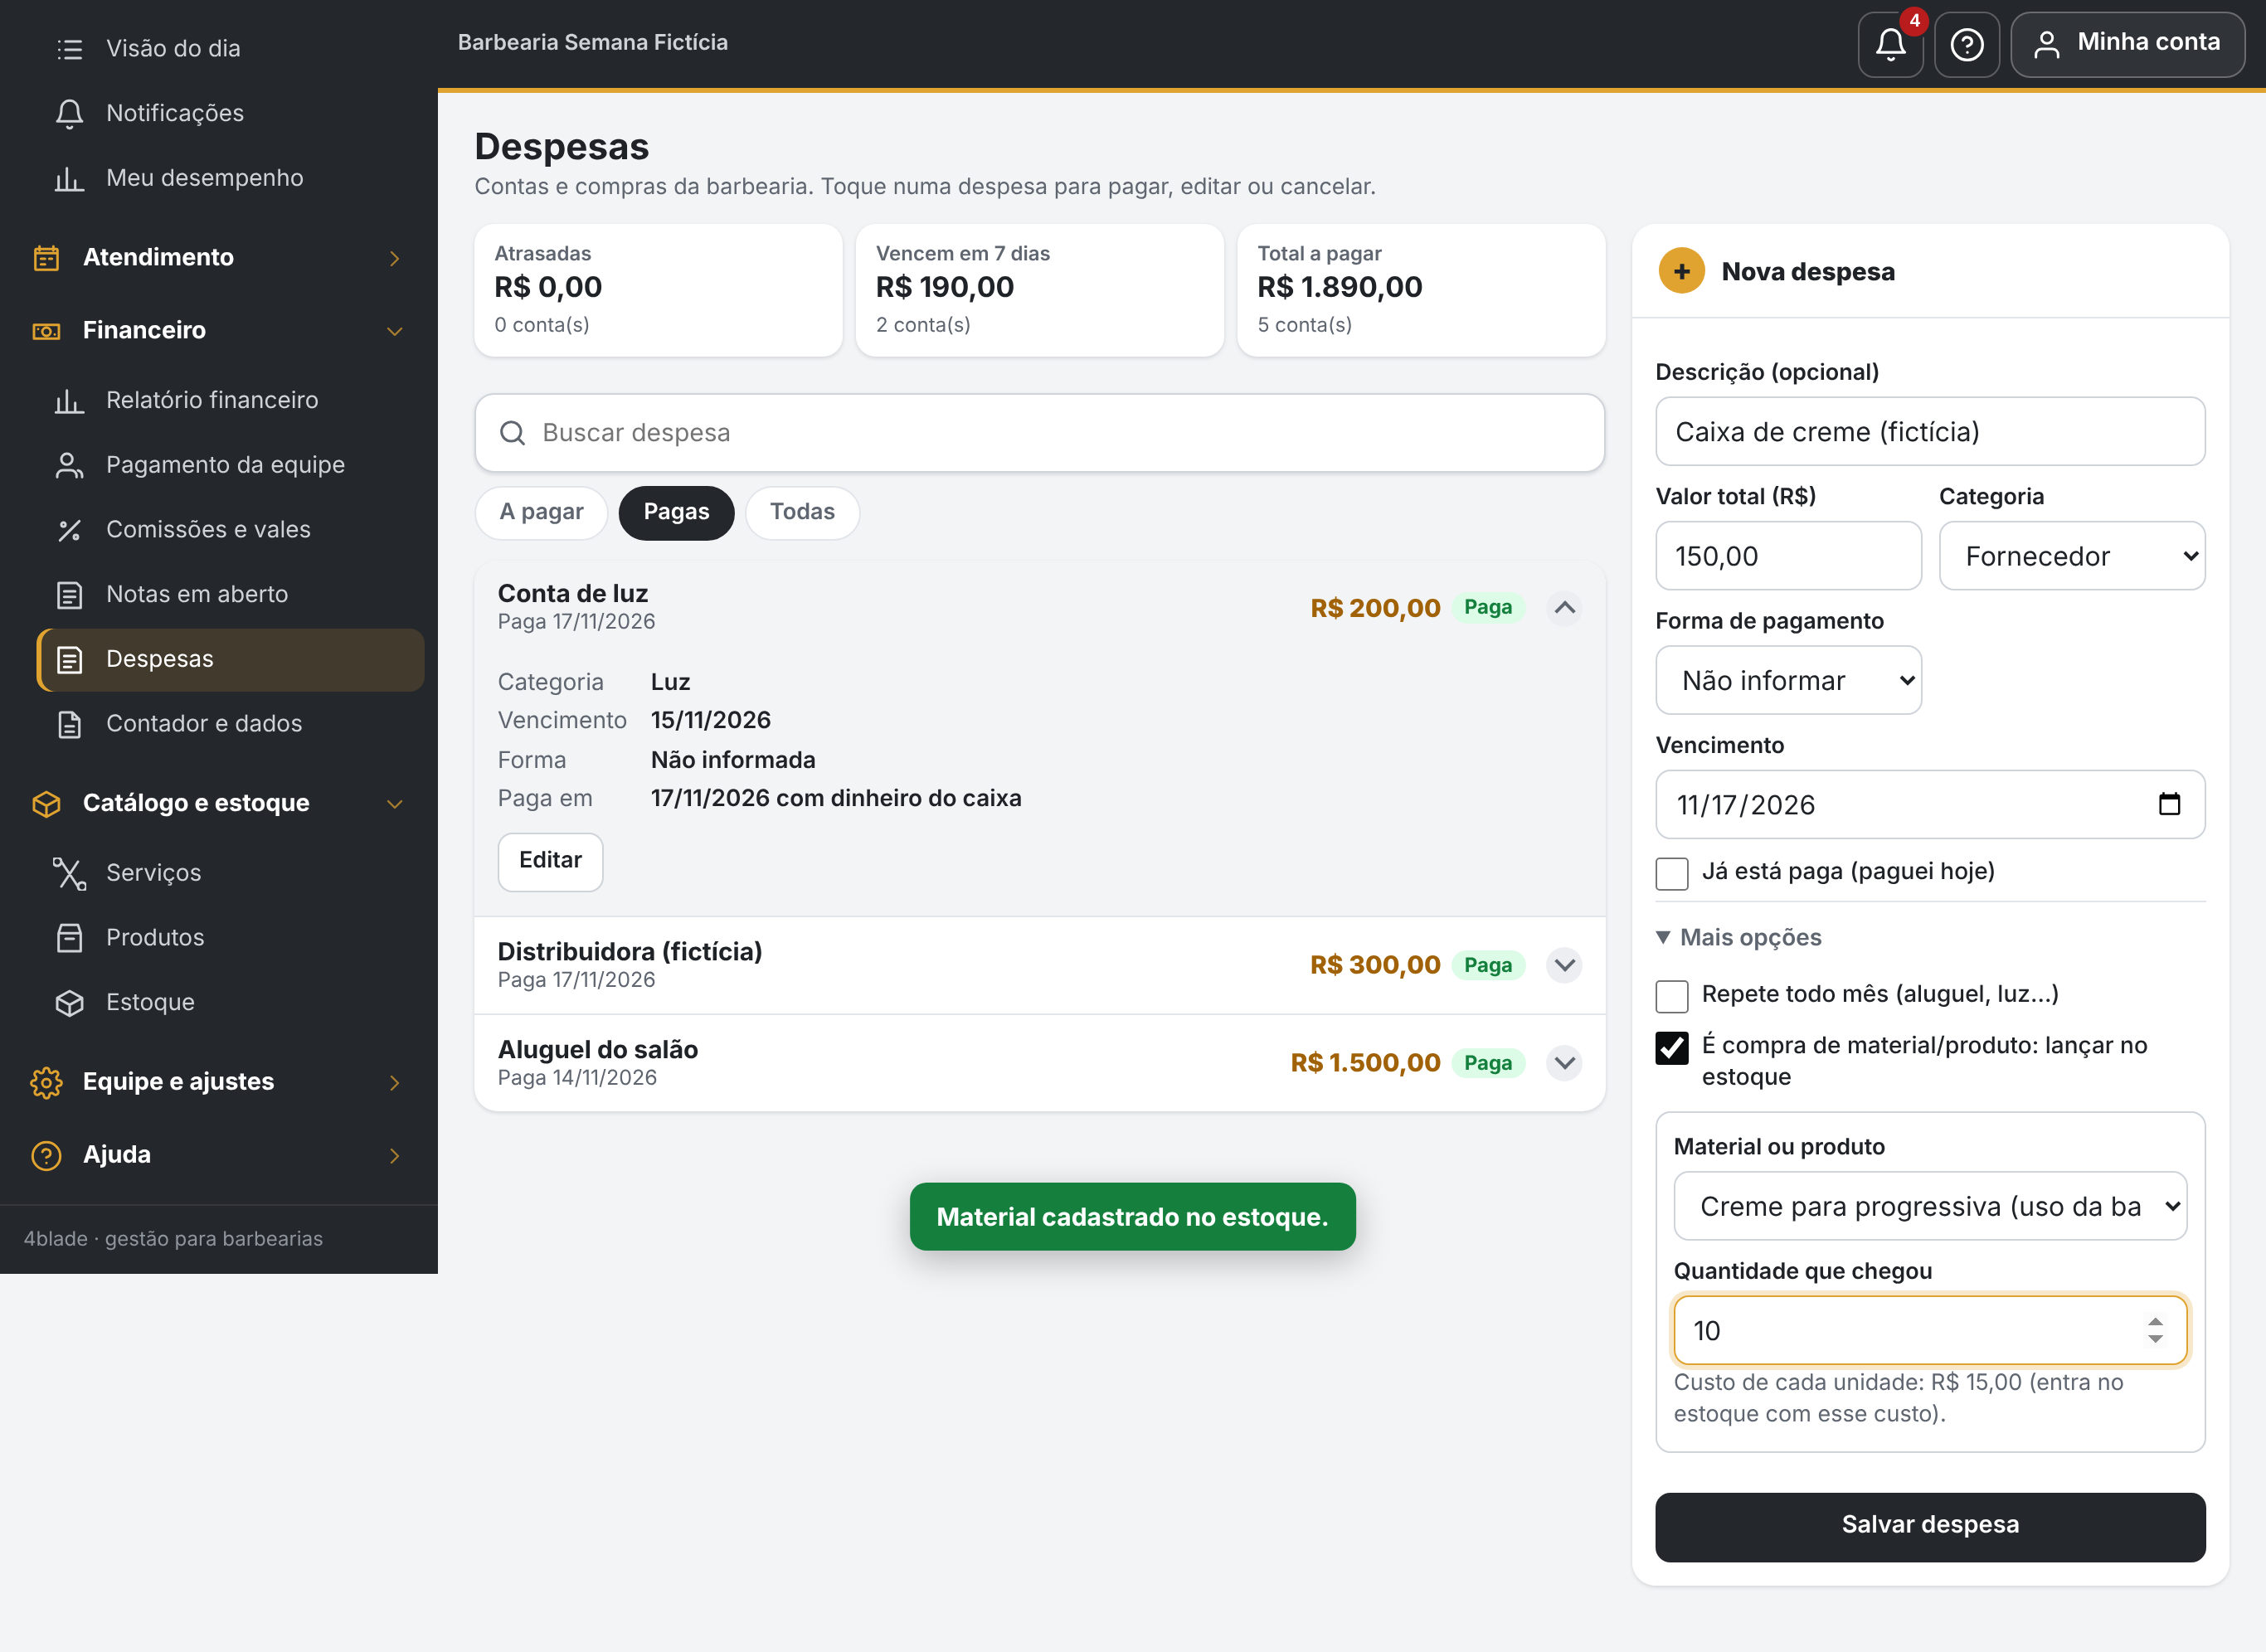 Visão do dia
Notificações
Meu desempenho
Atendimento
Financeiro
Relatório financeiro
Pagamento da equipe
Comissões e vales
Notas em aberto
Despesas
Contador e dados
Catálogo e estoque
Serviços
Produtos
Estoque
Equipe e ajustes
Ajuda
4blade · gestão para barbearias
Barbearia Semana Fictícia
4
Minha conta
Despesas
Contas e compras da barbearia. Toque numa despesa para pagar, editar ou cancelar.
Atrasadas
R$ 0,00
0 conta(s)
Vencem em 7 dias
R$ 190,00
2 conta(s)
Total a pagar
R$ 1.890,00
5 conta(s)
Buscar despesa
A pagar
Pagas
Todas
Conta de luz
Paga 17/11/2026
R$ 200,00
Paga
Categoria Luz
Vencimento 15/11/2026
Forma Não informada
Paga em 17/11/2026 com dinheiro do caixa
Editar
Distribuidora (fictícia)
Paga 17/11/2026
R$ 300,00
Paga
Aluguel do salão
Paga 14/11/2026
R$ 1.500,00
Paga
Material cadastrado no estoque.
Nova despesa
Descrição (opcional)
Caixa de creme (fictícia)
Valor total (R$)
150,00
Categoria
Fornecedor
Forma de pagamento
Não informar
Vencimento
11/17/2026
Já está paga (paguei hoje)
Mais opções
Repete todo mês (aluguel, luz...)
É compra de material/produto: lançar no
estoque
Material ou produto
Creme para progressiva (uso da ba
Quantidade que chegou
10
Custo de cada unidade: R$ 15,00 (entra no
estoque com esse custo).
Salvar despesa